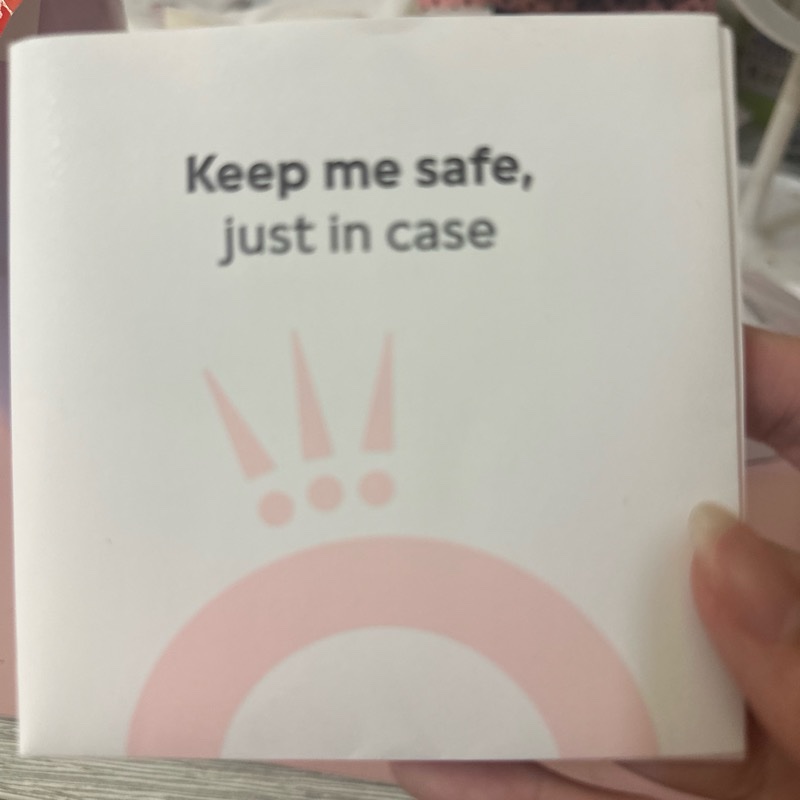 Keep me safe,
just in case